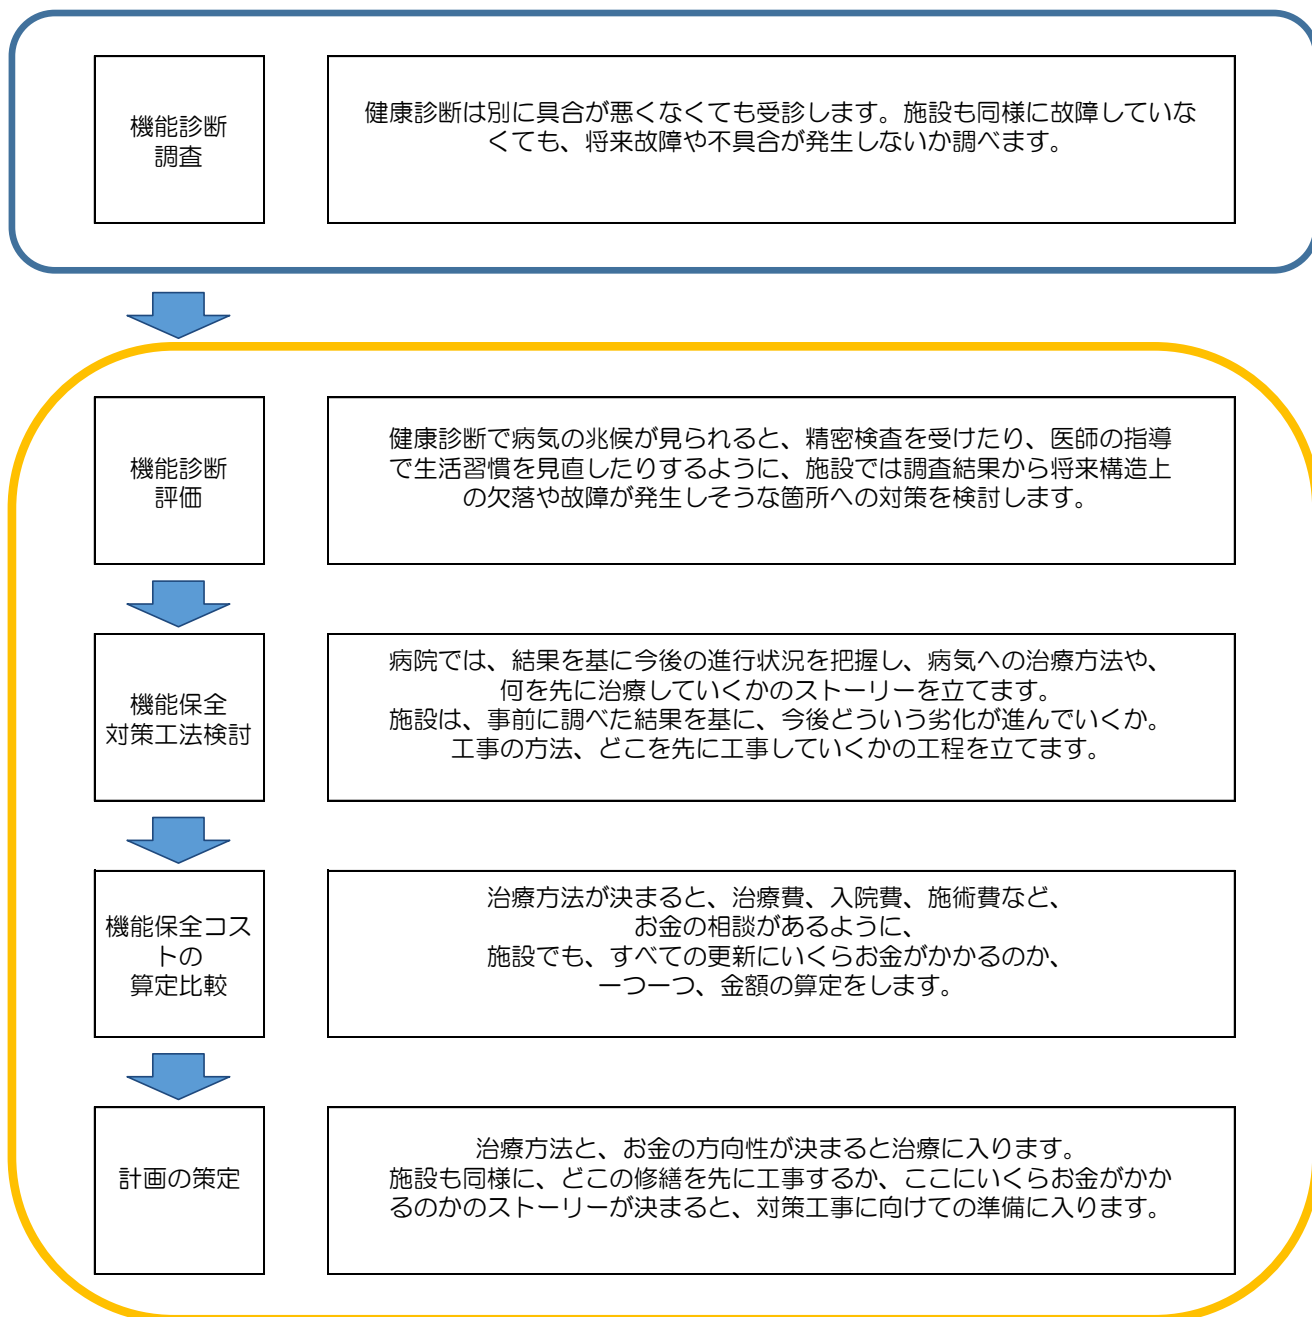 機能診断
調査
健康診断は別に具合が悪くなくても受診します。施設も同様に故障していな
くても、将来故障や不具合が発生しないか調べます。
機能診断
評価
健康診断で病気の兆候が見られると、精密検査を受けたり、医師の指導
で生活習慣を見直したりするように、施設では調査結果から将来構造上
の欠落や故障が発生しそうな箇所への対策を検討します。
機能保全
対策工法検討
病院では、結果を基に今後の進行状況を把握し、病気への治療方法や、
何を先に治療していくかのストーリーを立てます。
施設は、事前に調べた結果を基に、今後どういう劣化が進んでいくか。
工事の方法、どこを先に工事していくかの工程を立てます。
機能保全コス
トの
算定比較
治療方法が決まると、治療費、入院費、施術費など、
お金の相談があるように、
施設でも、すべての更新にいくらお金がかかるのか、
一つ一つ、金額の算定をします。
計画の策定
治療方法と、お金の方向性が決まると治療に入ります。
施設も同様に、どこの修繕を先に工事するか、ここにいくらお金がかか
るのかのストーリーが決まると、対策工事に向けての準備に入ります。